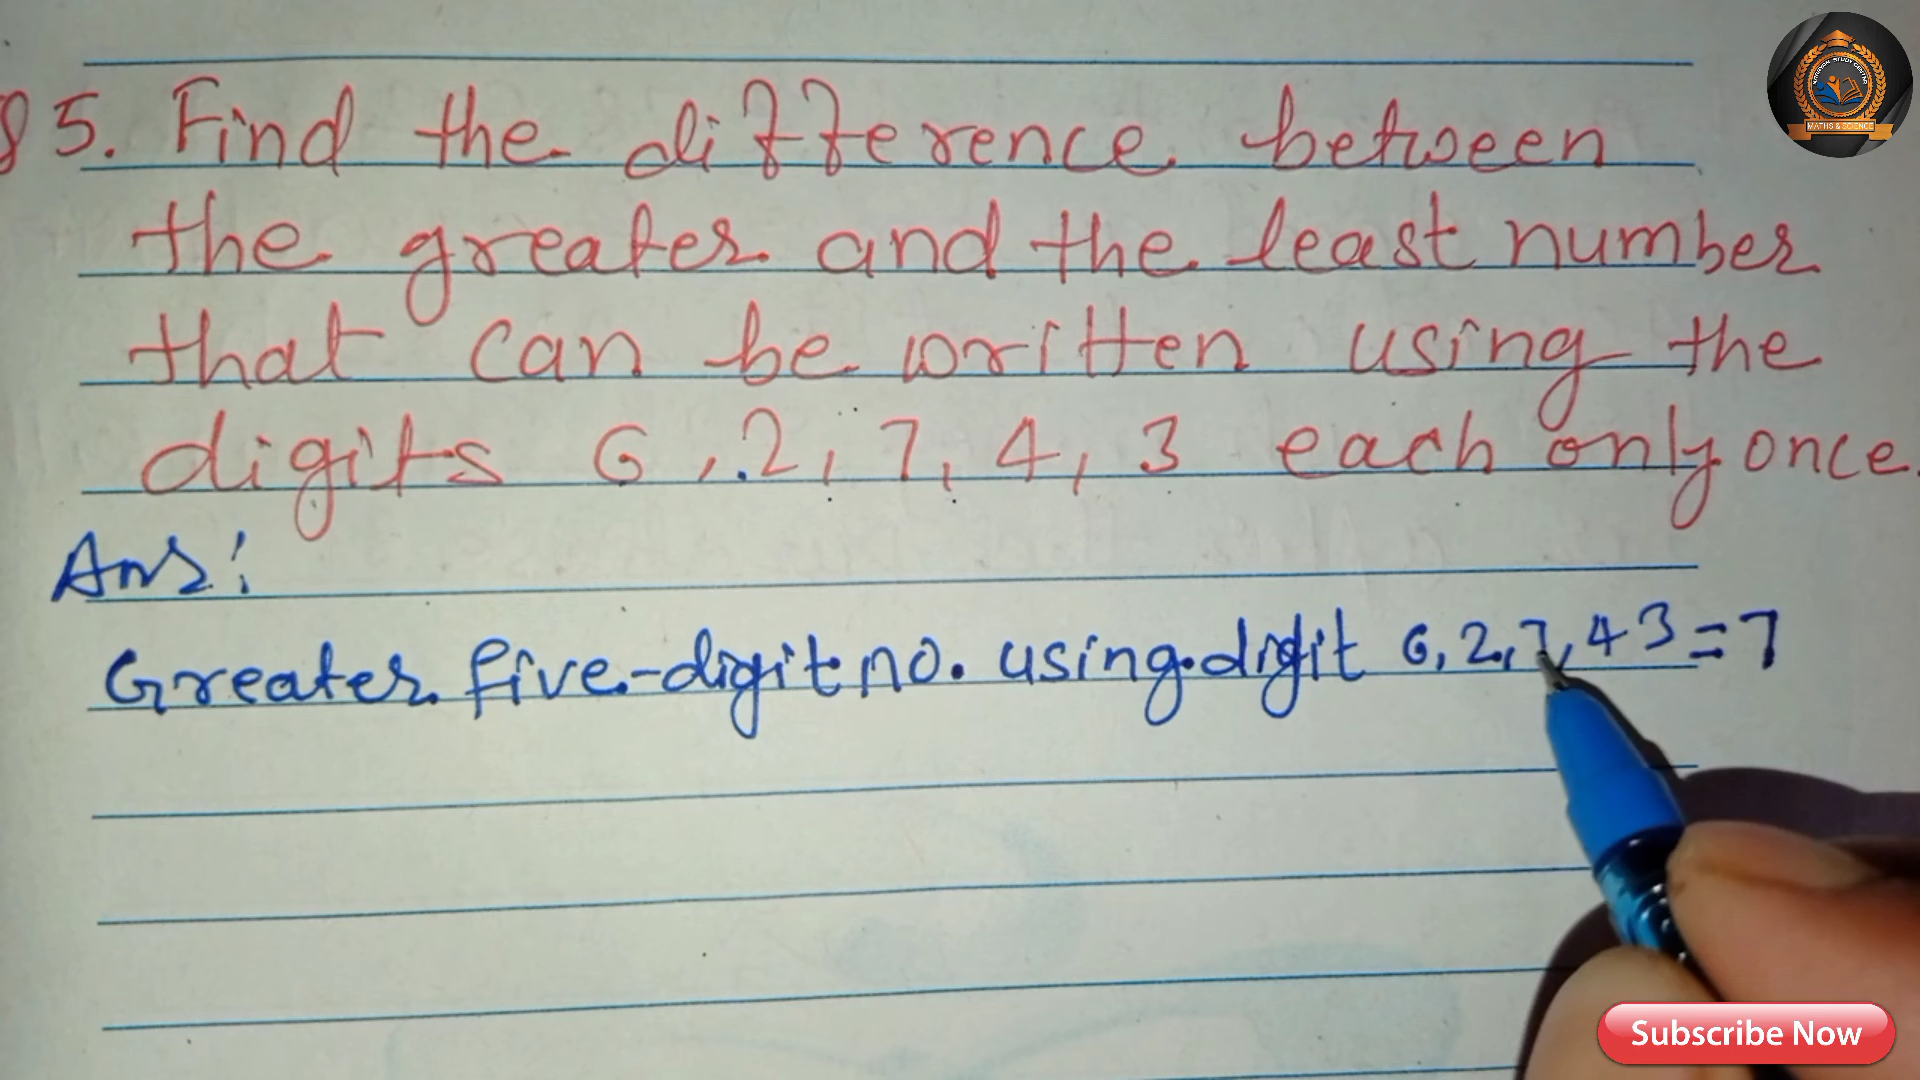 Q5. Find the difference between
the greater and the least number
that can be written using the
digits 6, 2, 7, 4, 3 each only once.
Ans:
Greater five-digit no. using digit 6, 2, 7, 4 3 = 7
MATHS & SCIENCE
Subscribe Now